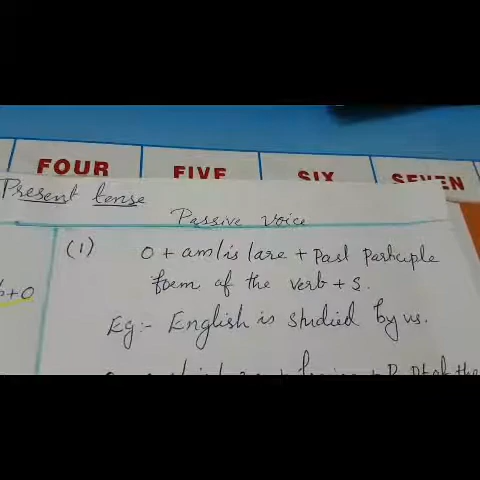 FOUR FIVE SIX SEVEN
Present tense
Passive Voice
(1) O + am/is/are + Past Participle
form of the verb + S.
b+O
Eg:- English is studied by us.